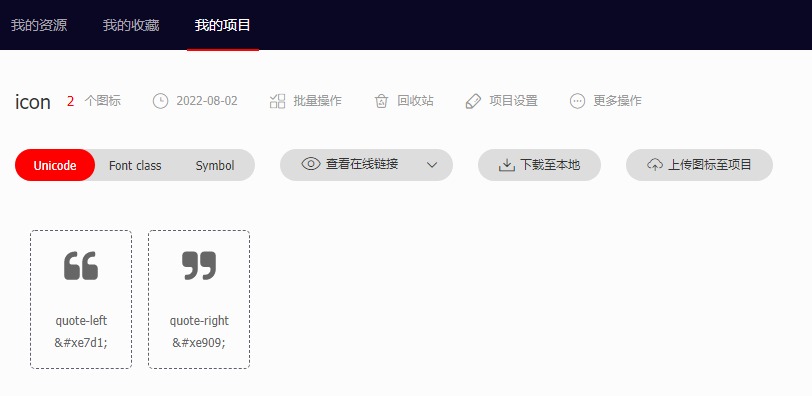 我的资源 我的收藏 我的项目
icon 2 个图标 2022-08-02 批量操作 回收站 项目设置 更多操作
Unicode Font class Symbol 查看在线链接 下载至本地 上传图标至项目
quote-left quote-right
&#xe7d1; &#xe909;